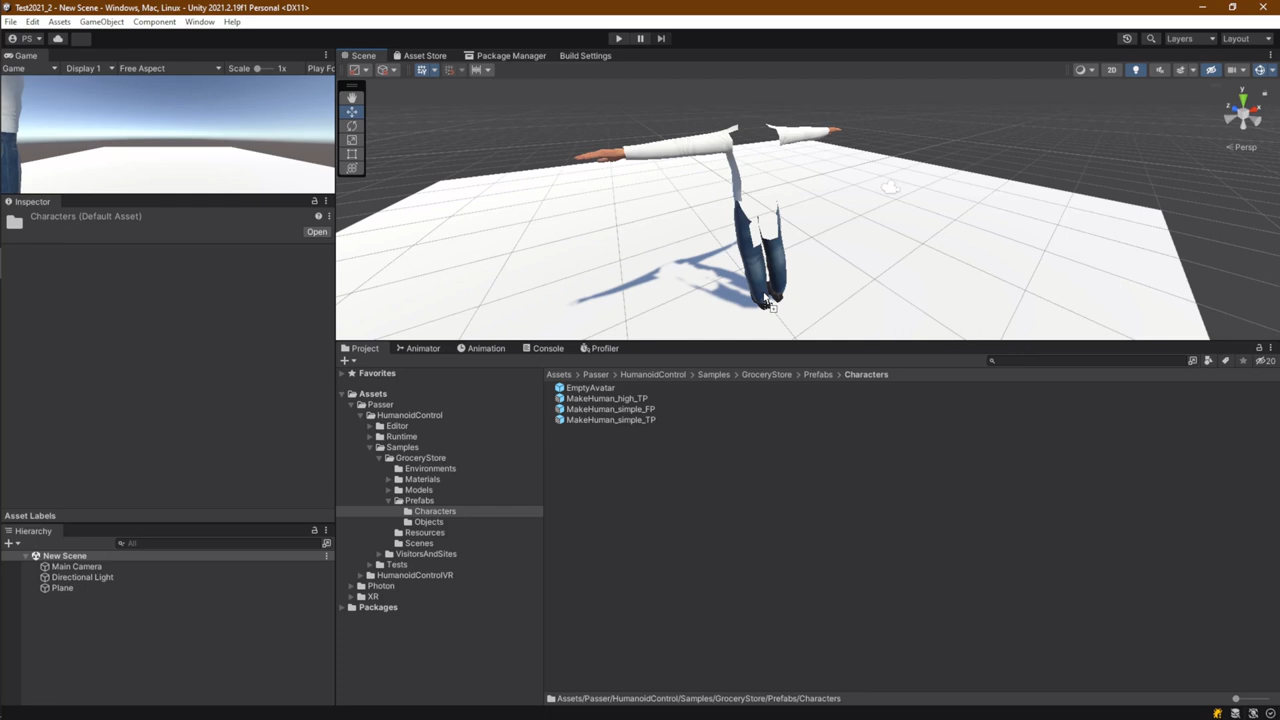 Test2021_2 - New Scene - Windows, Mac, Linux - Unity 2021.2.19f1 Personal <DX11>
File Edit Assets GameObject Component Window Help
PS Layers Layout
Game
Game Display 1 Free Aspect Scale 1x Play Fo
Scene Asset Store Package Manager Build Settings
2D
y
x
z
Persp
Inspector
Characters (Default Asset)
Open
Asset Labels
Hierarchy
All
New Scene
Main Camera
Directional Light
Plane
Project Animator Animation Console Profiler
20
Favorites
Assets
Passer
HumanoidControl
Editor
Runtime
Samples
GroceryStore
Environments
Materials
Models
Prefabs
Characters
Objects
Resources
Scenes
VisitorsAndSites
Tests
HumanoidControlVR
Photon
XR
Packages
Assets > Passer > HumanoidControl > Samples > GroceryStore > Prefabs > Characters
EmptyAvatar
MakeHuman_high_TP
MakeHuman_simple_FP
MakeHuman_simple_TP
Assets/Passer/HumanoidControl/Samples/GroceryStore/Prefabs/Characters